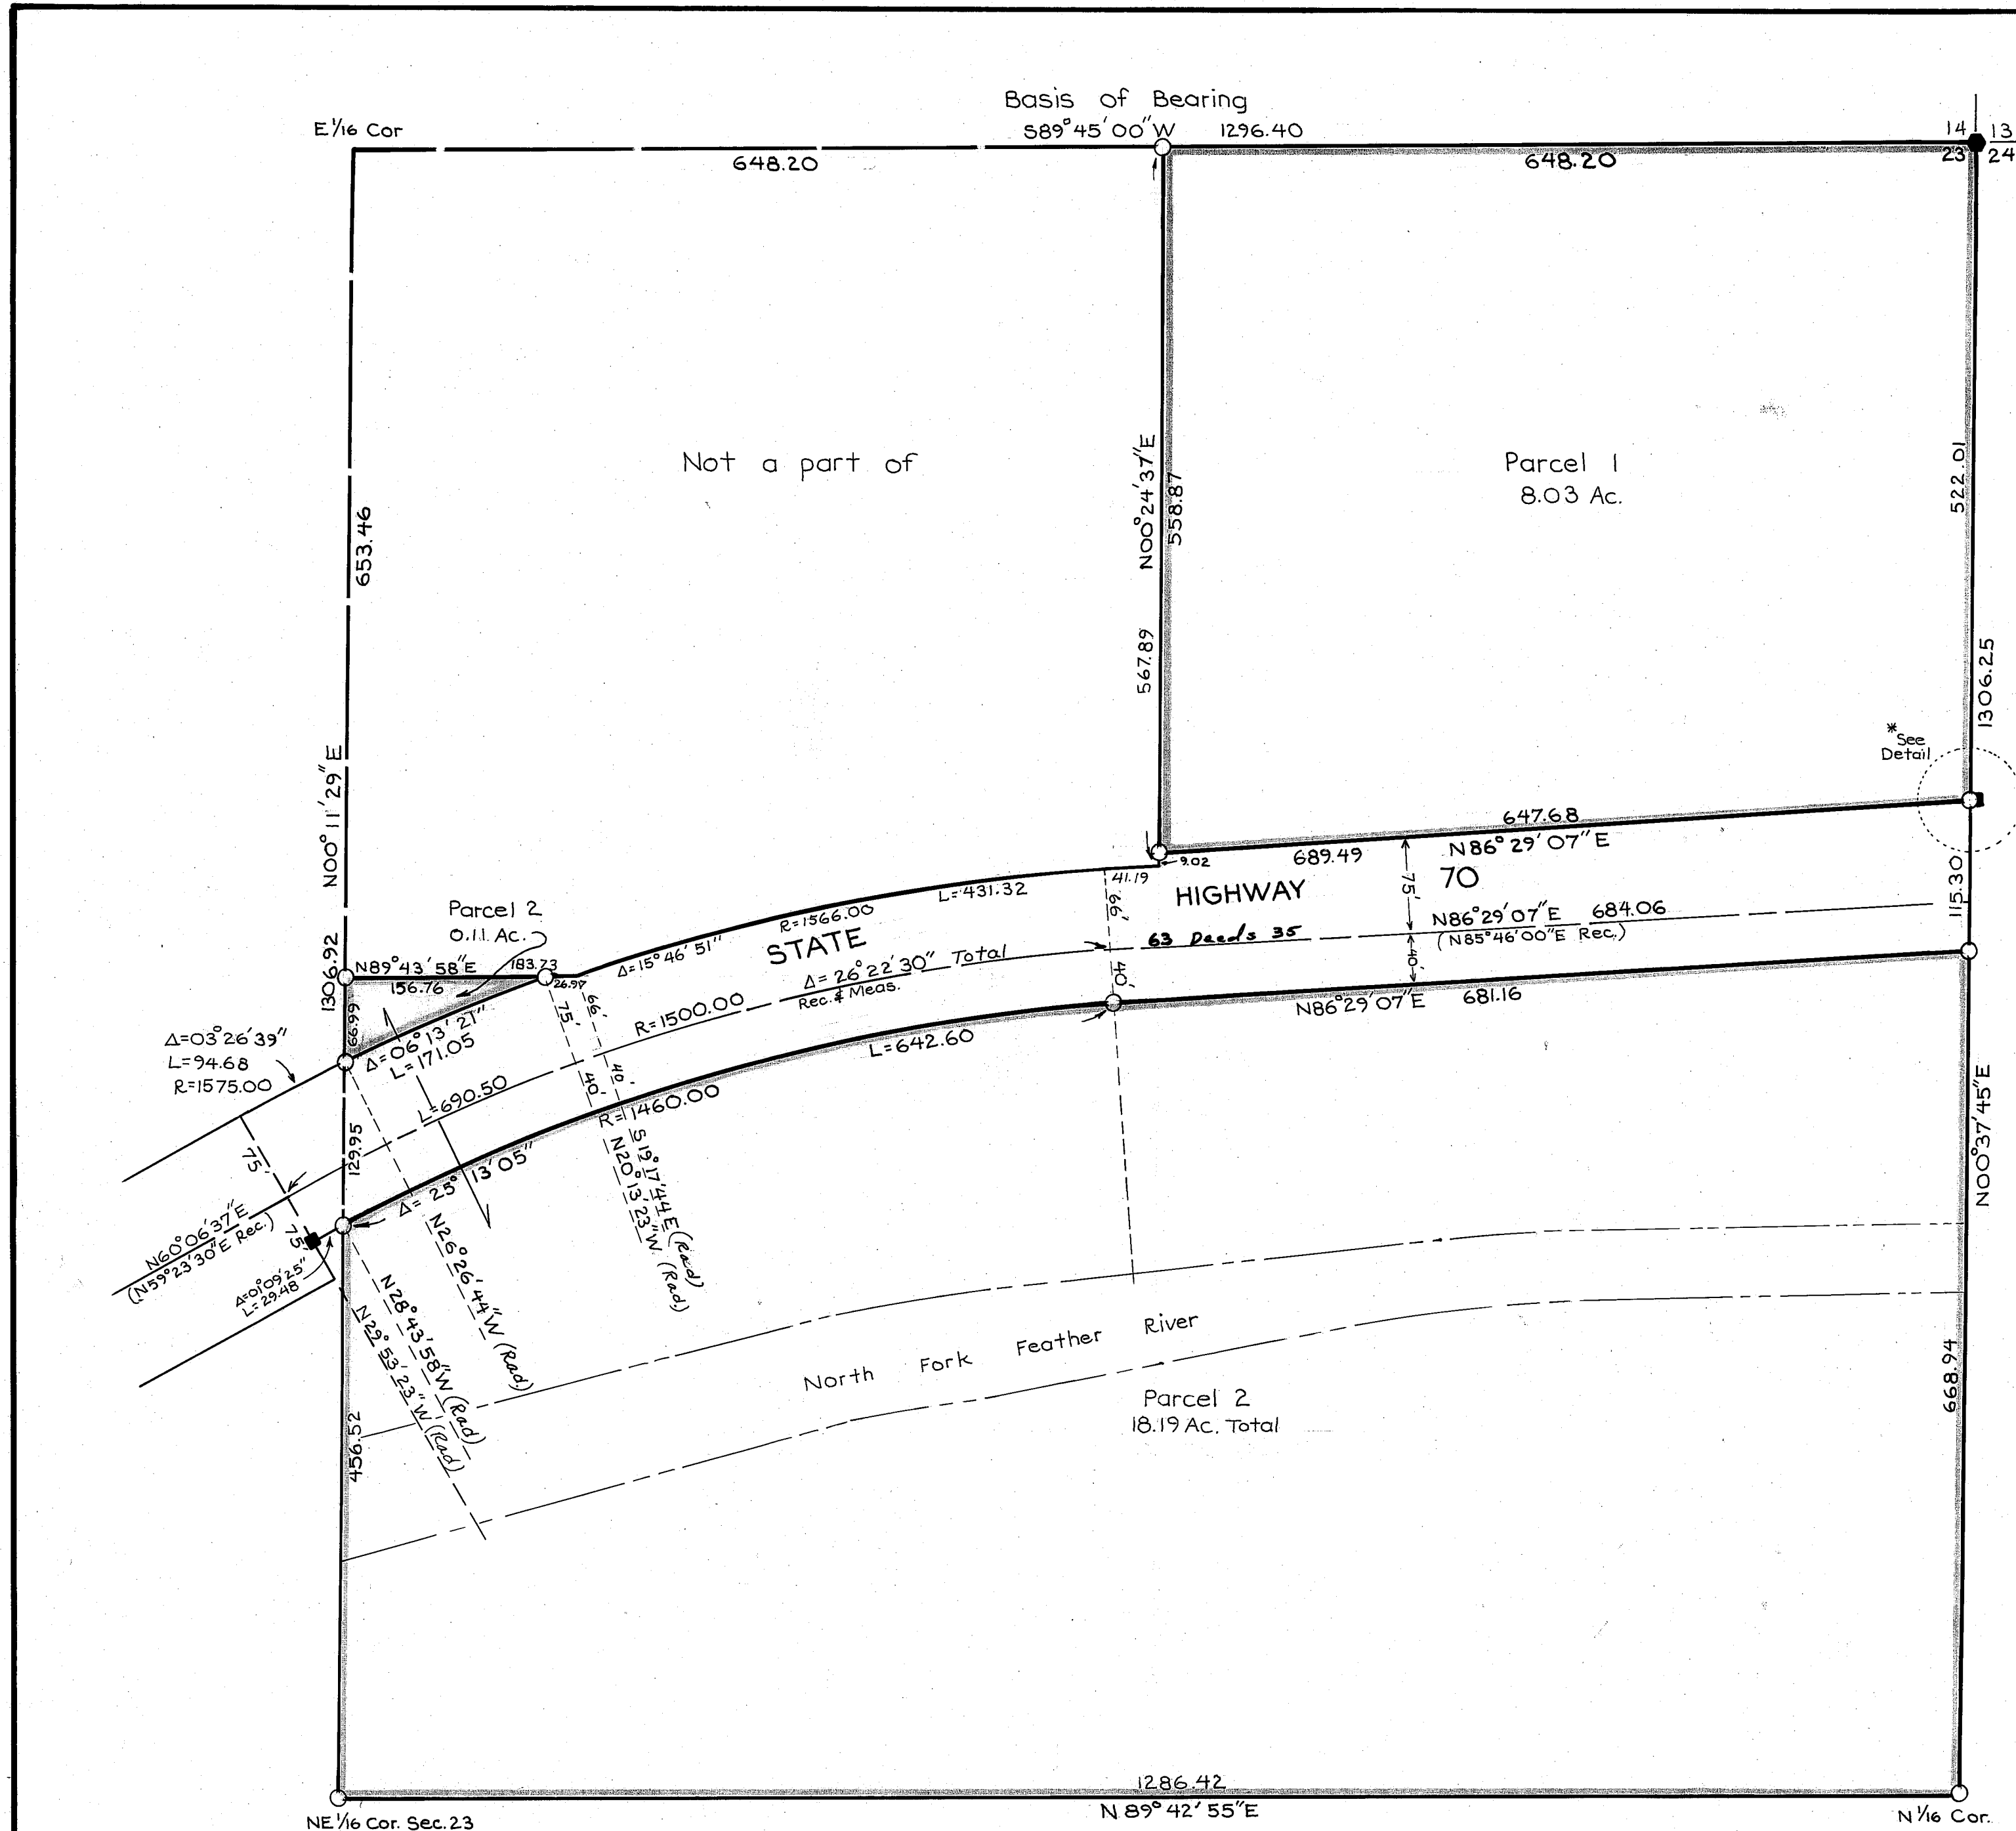 Basis of Bearing
S89°45'00"W 1296.40
E 1/16 Cor
648.20
648.20
14 13
23 24
Not a part of
Parcel 1
8.03 Ac.
N00°24'37"E
558.87
567.89
522.01
1306.25
653.46
N00°11'29"E
1306.92
*See
Detail
647.68
689.49
N86°29'07"E
9.02
41.19
66'
40'
HIGHWAY
70
75'
40'
115.30
N86°29'07"E 684.06
(N85°46'00"E Rec.)
63 Deeds 35
L=431.32
R=1566.00
Δ=15°46'51"
STATE
Δ=26°22'30" Total
Rec. & Meas.
R=1500.00
Parcel 2
0.11 AC.
N89°43'58"E
183.73
156.76
26.97
66.99
75'
66'
40'
40'
Δ=06°13'21"
L=171.05
Δ=03°26'39"
L=94.68
R=1575.00
L=690.50
L=642.60
R=1460.00
Δ= 25°13'05"
N86°29'07"E 681.16
129.95
75'
75'
N60°06'37"E
(N59°23'30"E Rec.)
Δ=01°09'25"
L=29.48
S19°17'44E (Rad)
N20°13'23"W (Rad.)
N26°26'44"W (Rad.)
N28°43'58"W (Rad)
N29°53'23"W (Rad)
N00°37'45"E
668.94
North Fork Feather River
Parcel 2
18.19 Ac. Total
456.52
1286.42
N 89°42'55"E
NE 1/16 Cor. Sec. 23
N 1/16 Cor.